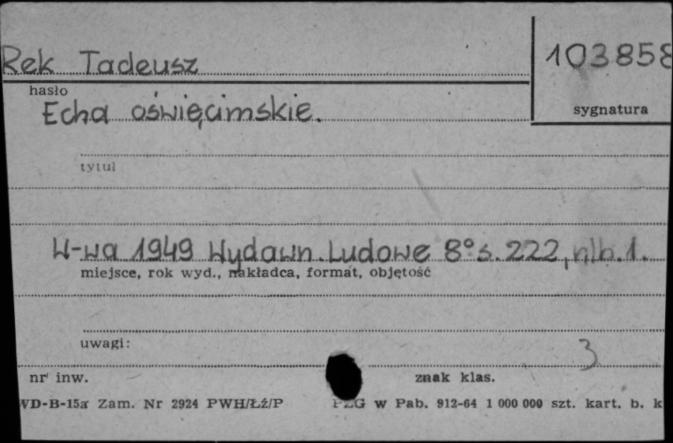 Rek Tadeusz
103858
hasło
sygnatura
Echa oświęcimskie.
tytuł
W-wa 1949 Wydawn. Ludowe 8° s. 222, nlb. 1.
miejsce, rok wyd., nakładca, format, objętość
uwagi:
3
nr inw.
znak klas.
WD-B-15a Zam. Nr 2924 PWH/Łź/P
PZG w Pab. 912-64 1 000 000 szt. kart. b. k